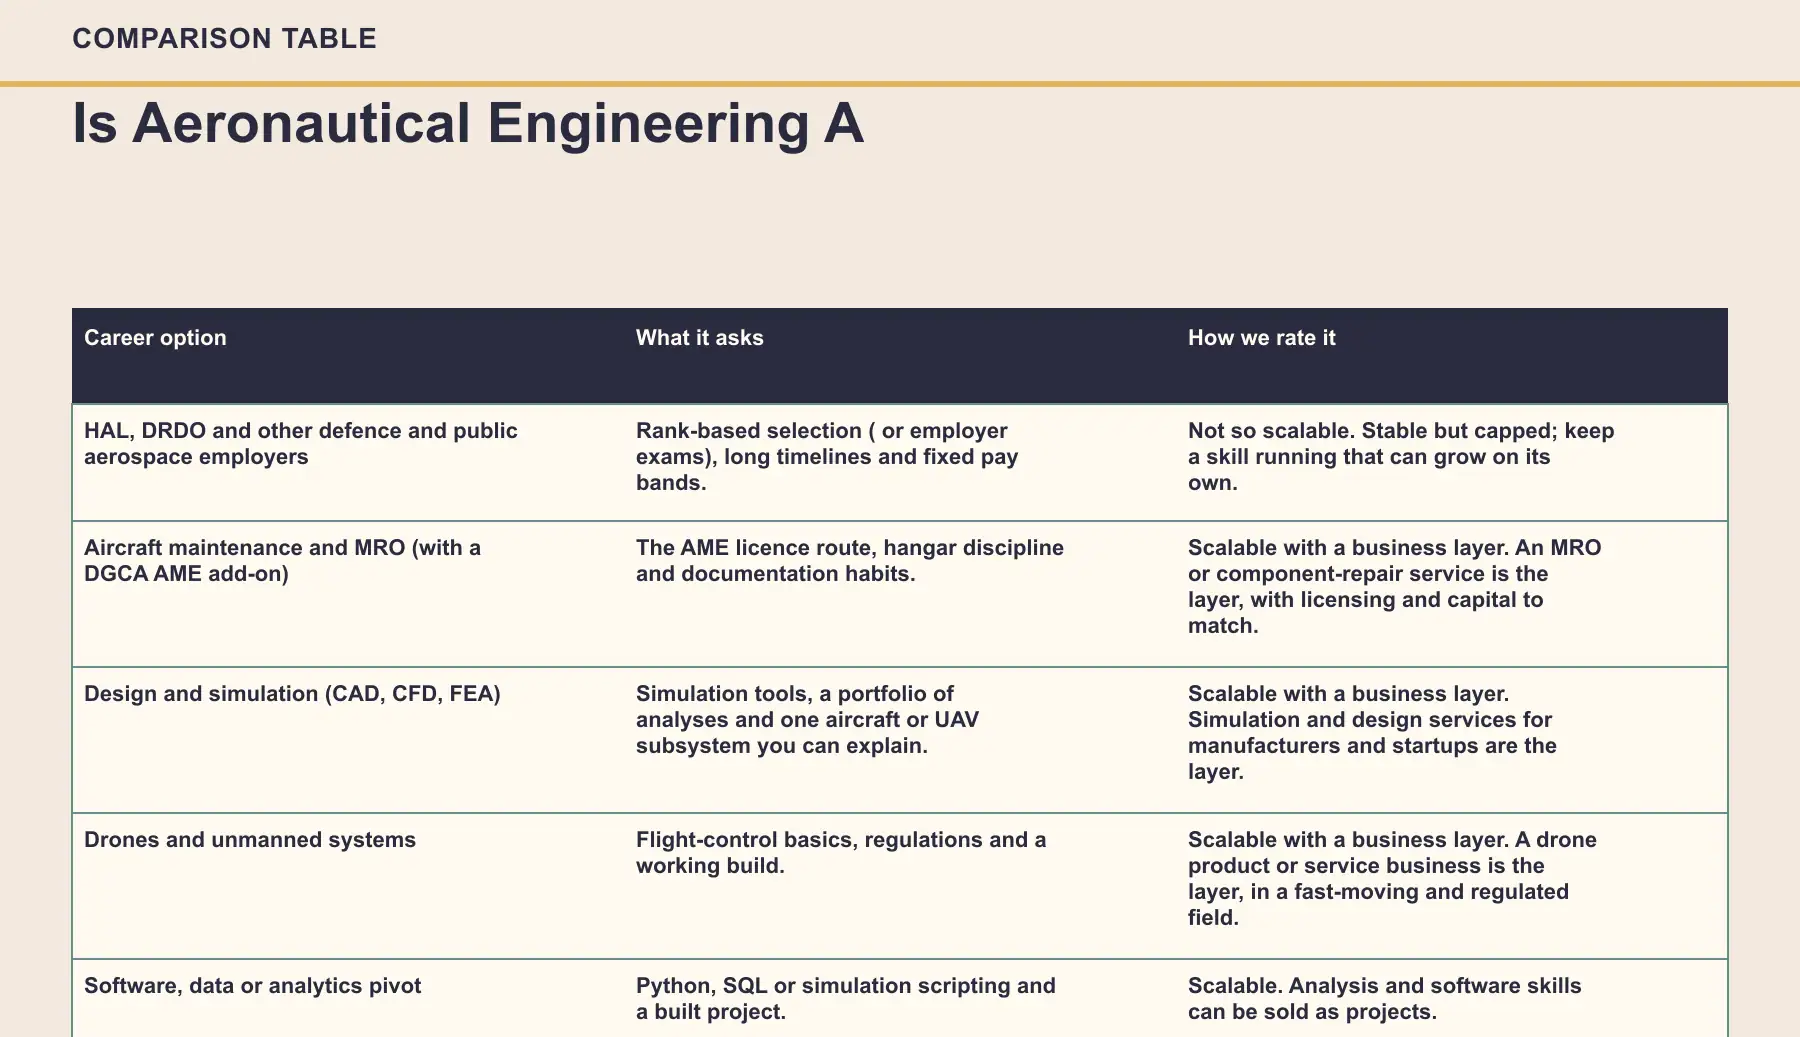 COMPARISON TABLE
Is Aeronautical Engineering A
Career option
What it asks
How we rate it
HAL, DRDO and other defence and public
aerospace employers
Rank-based selection ( or employer
exams), long timelines and fixed pay
bands.
Not so scalable. Stable but capped; keep
a skill running that can grow on its
own.
Aircraft maintenance and MRO (with a
DGCA AME add-on)
The AME licence route, hangar discipline
and documentation habits.
Scalable with a business layer. An MRO
or component-repair service is the
layer, with licensing and capital to
match.
Design and simulation (CAD, CFD, FEA)
Simulation tools, a portfolio of
analyses and one aircraft or UAV
subsystem you can explain.
Scalable with a business layer.
Simulation and design services for
manufacturers and startups are the
layer.
Drones and unmanned systems
Flight-control basics, regulations and a
working build.
Scalable with a business layer. A drone
product or service business is the
layer, in a fast-moving and regulated
field.
Software, data or analytics pivot
Python, SQL or simulation scripting and
a built project.
Scalable. Analysis and software skills
can be sold as projects.